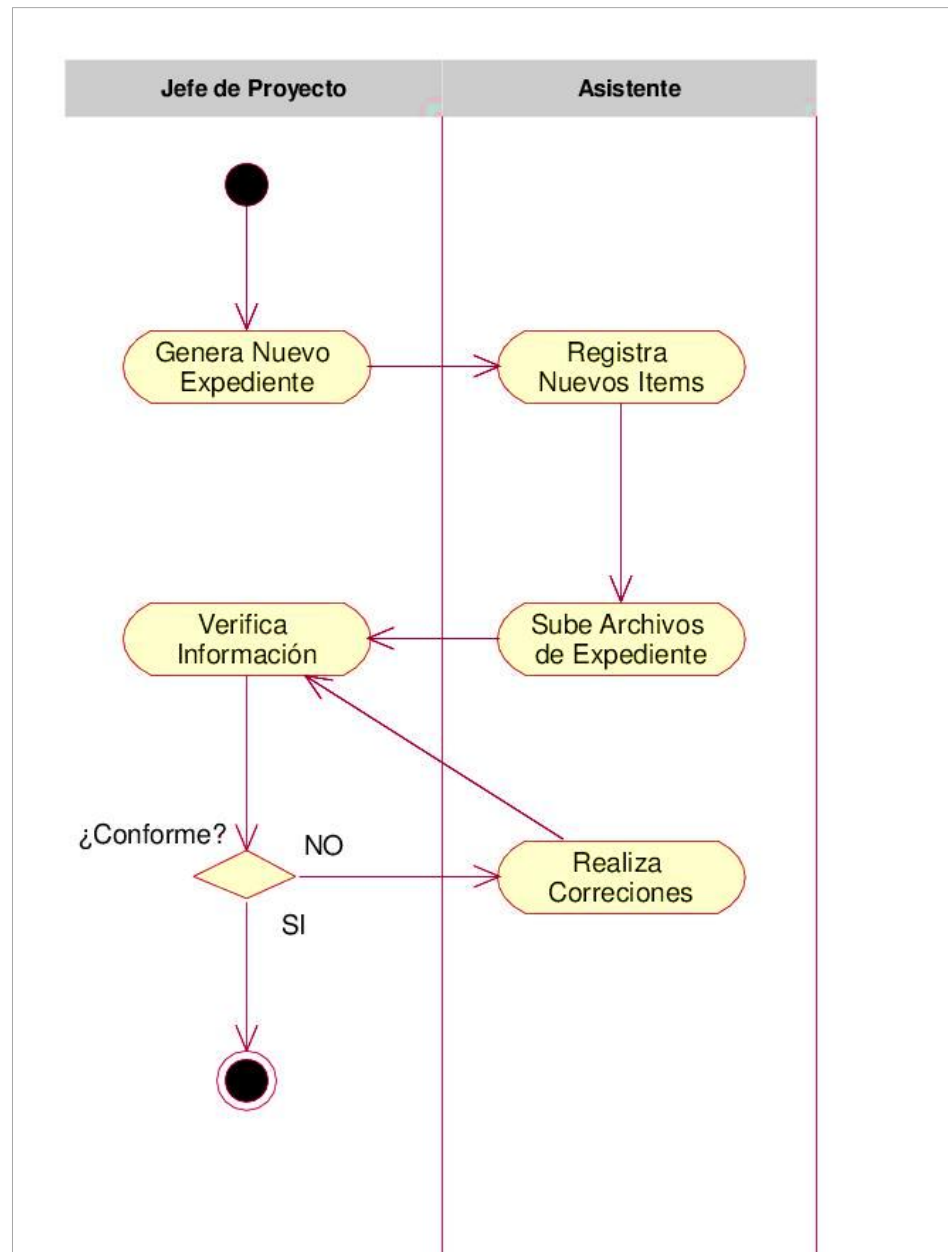 Jefe de Proyecto
Asistente
Genera Nuevo
Expediente
Registra
Nuevos Items
Verifica
Información
Sube Archivos
de Expediente
¿Conforme?
NO
Realiza
Correciones
SI